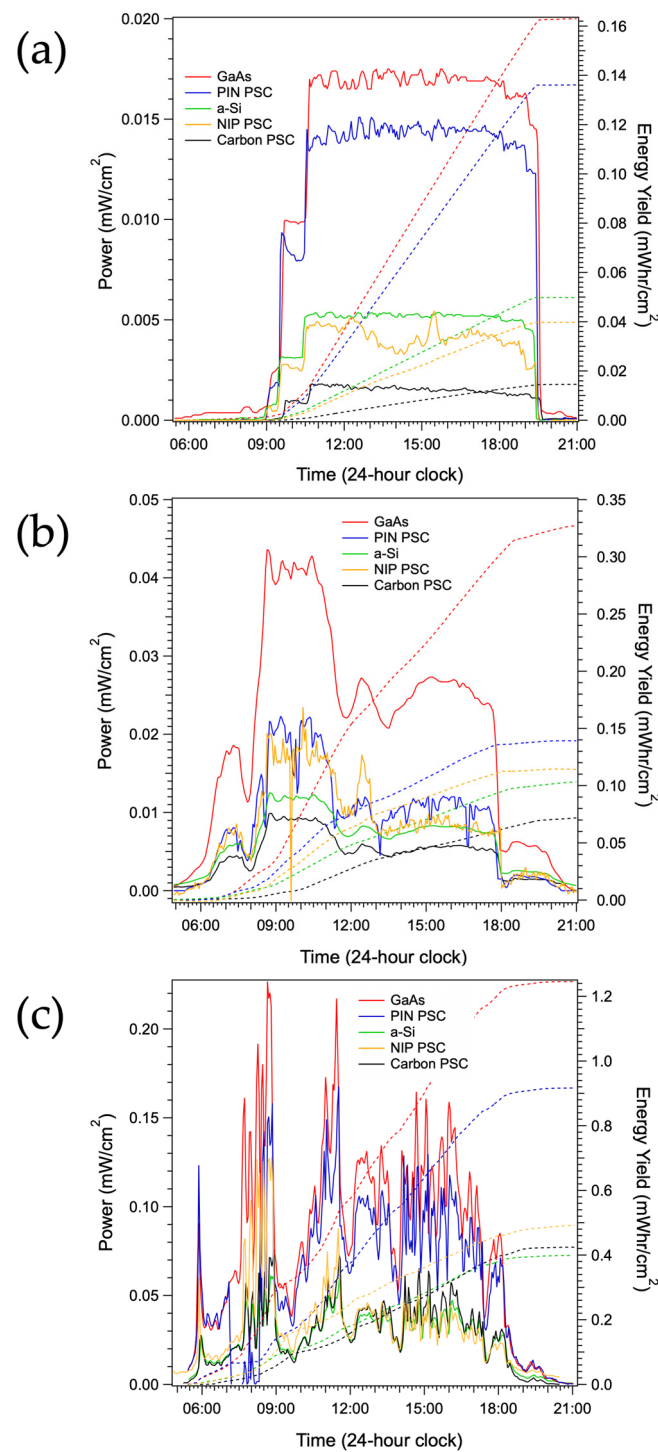 (a)
0.020
0.015
0.010
0.005
0.000
Power (mW/cm2)
GaAs
PIN PSC
a-Si
NIP PSC
Carbon PSC
0.16
0.14
0.12
0.10
0.08
0.06
0.04
0.02
0.00
Energy Yield (mWhr/cm2)
06:00 09:00 12:00 15:00 18:00 21:00
Time (24-hour clock)
(b)
0.05
0.04
0.03
0.02
0.01
0.00
Power (mW/cm2)
GaAs
PIN PSC
a-Si
NIP PSC
Carbon PSC
0.35
0.30
0.25
0.20
0.15
0.10
0.05
0.00
Energy Yield (mWhr/cm2)
06:00 09:00 12:00 15:00 18:00 21:00
Time (24-hour clock)
(c)
0.20
0.15
0.10
0.05
0.00
Power (mW/cm2)
GaAs
PIN PSC
a-Si
NIP PSC
Carbon PSC
1.2
1.0
0.8
0.6
0.4
0.2
0.0
Energy Yield (mWhr/cm2)
06:00 09:00 12:00 15:00 18:00 21:00
Time (24-hour clock)